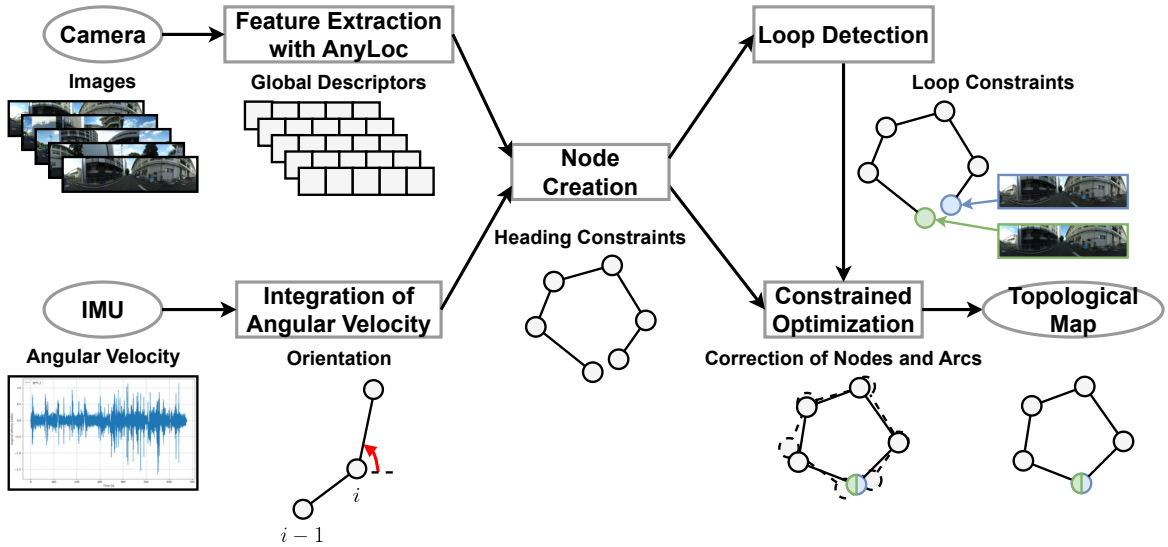 Camera
Feature Extraction
with AnyLoc
Loop Detection
Images
Global Descriptors
Loop Constraints
Node
Creation
Heading Constraints
IMU
Integration of
Angular Velocity
Constrained
Optimization
Topological
Map
Angular Velocity
Orientation
Correction of Nodes and Arcs
i
i − 1